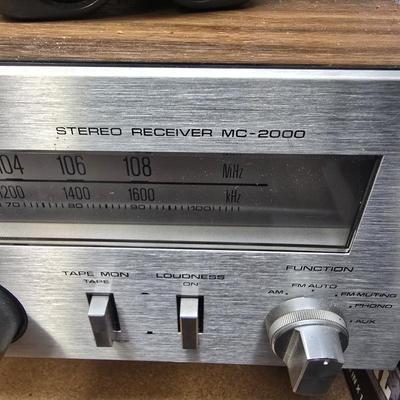 STEREO RECEIVER MC-2000
104 106 108 MHz
1200 1400 1600 kHz
70 80 90 100
TAPE MON LOUDNESS FUNCTION
TAPE ON
FM AUTO
AM FM-MUTING
PHONO
AUX